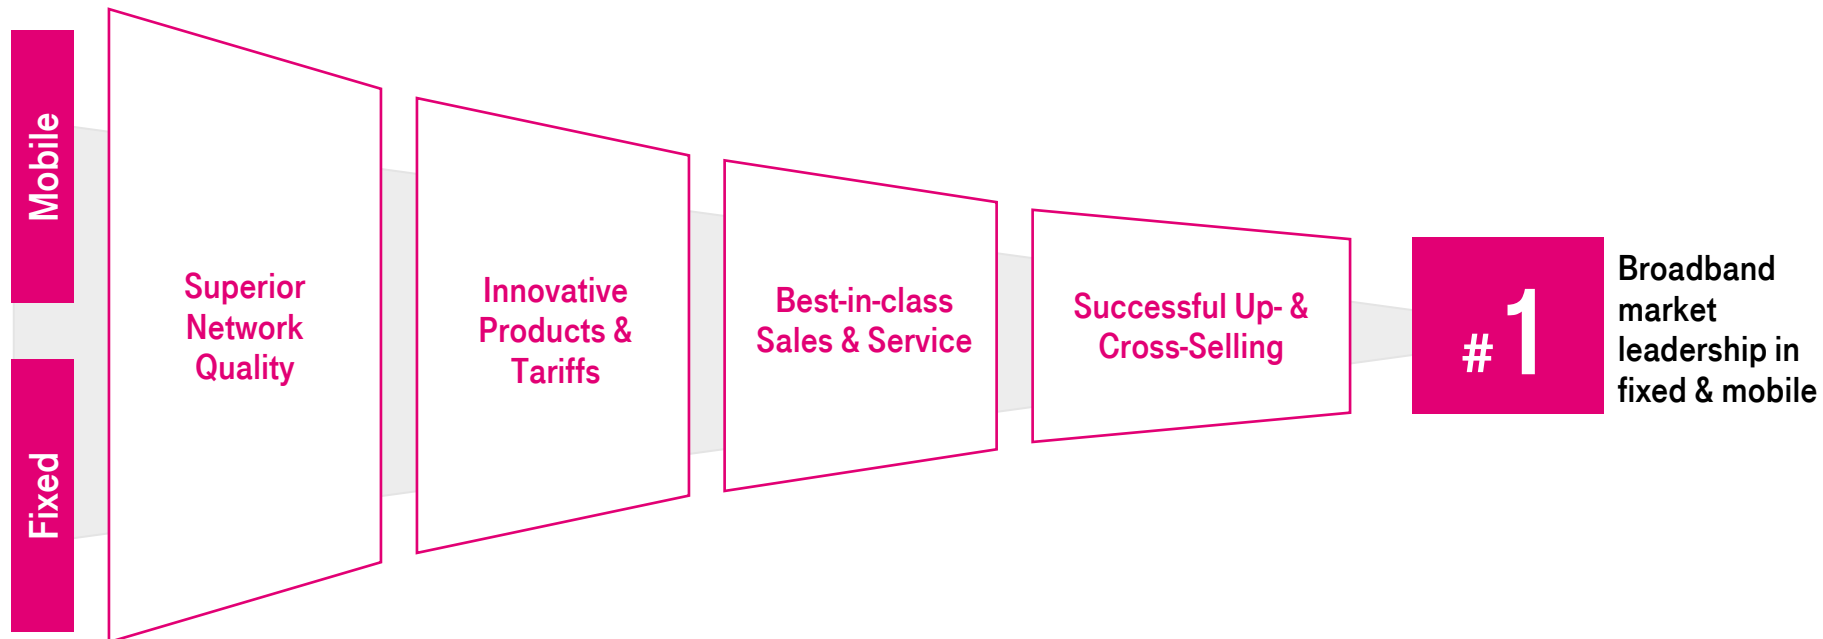 Mobile
Fixed
Superior
Network
Quality
Innovative
Products &
Tariffs
Best-in-class
Sales & Service
Successful Up- &
Cross-Selling
#1
Broadband
market
leadership in
fixed & mobile